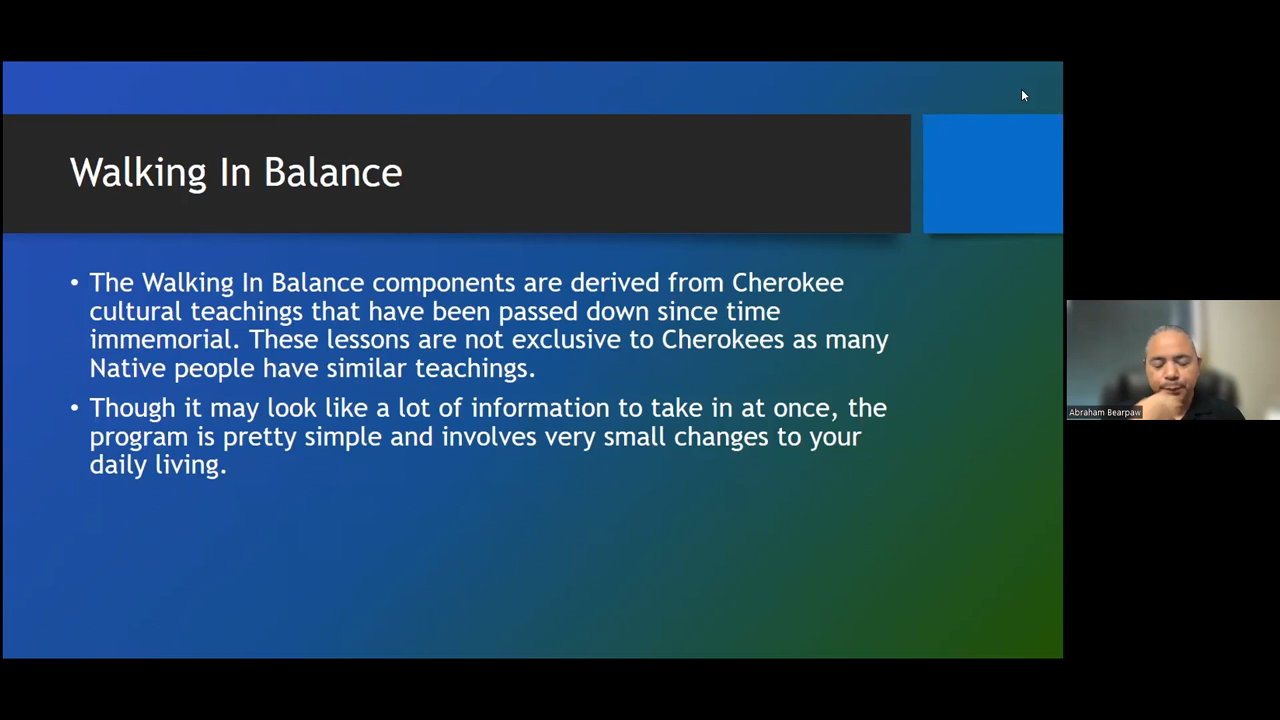 Walking In Balance
• The Walking In Balance components are derived from Cherokee
cultural teachings that have been passed down since time
immemorial. These lessons are not exclusive to Cherokees as many
Native people have similar teachings.
• Though it may look like a lot of information to take in at once, the
program is pretty simple and involves very small changes to your
daily living.
Abraham Bearpaw